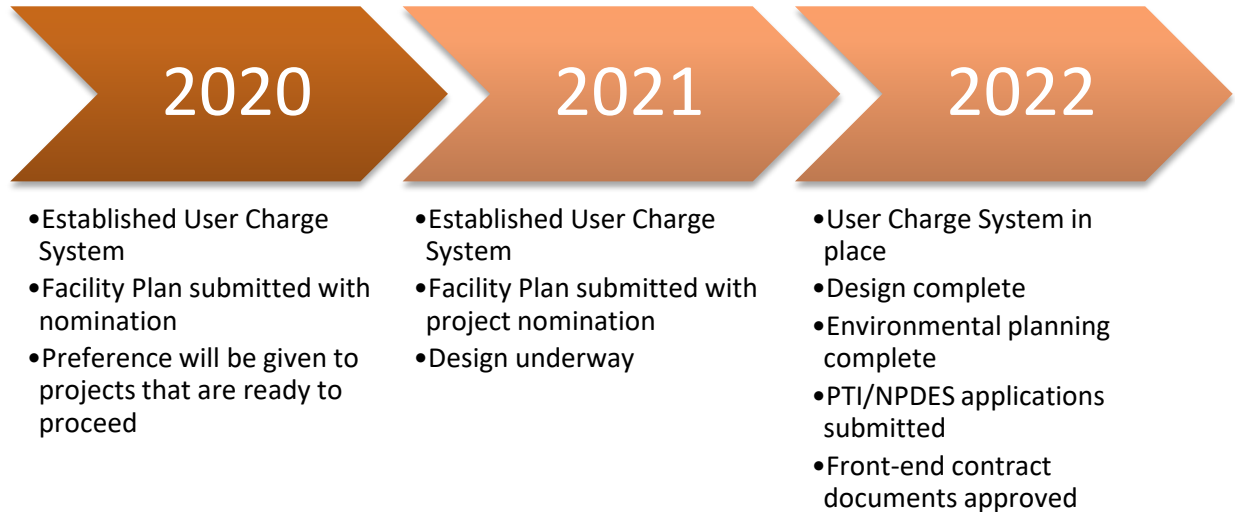 2020
•Established User Charge
System
•Facility Plan submitted with
nomination
•Preference will be given to
projects that are ready to
proceed
2021
•Established User Charge
System
•Facility Plan submitted with
project nomination
•Design underway
2022
•User Charge System in
place
•Design complete
•Environmental planning
complete
•PTI/NPDES applications
submitted
•Front-end contract
documents approved